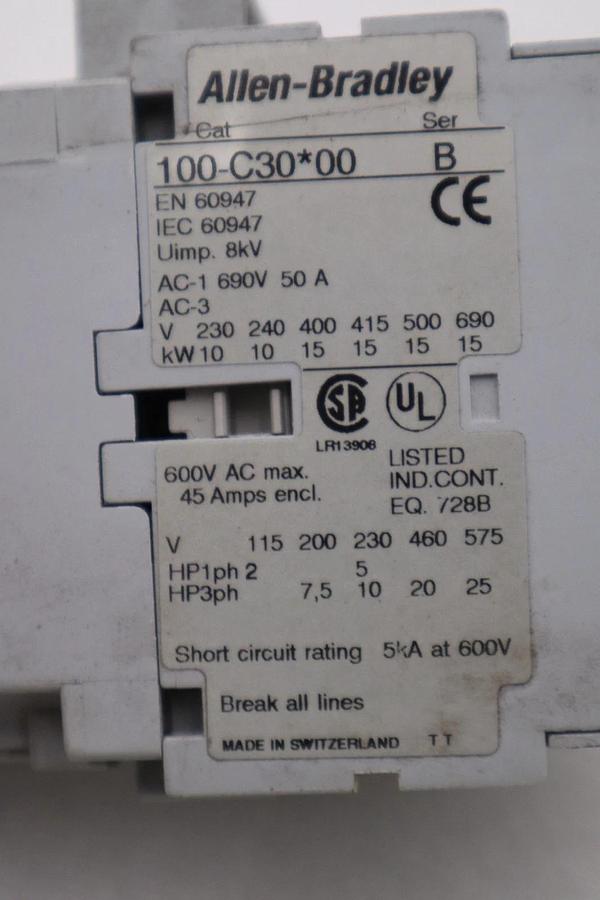 Allen-Bradley
Cat Ser
100-C30*00 B
EN 60947 CE
IEC 60947
Uimp. 8kV
AC-1 690V 50 A
AC-3
V 230 240 400 415 500 690
kW 10 10 15 15 15 15
SA UL
LR13906
600V AC max. LISTED
45 Amps encl. IND.CONT.
EQ. 728B
V 115 200 230 460 575
HP1ph 2 5
HP3ph 7,5 10 20 25
Short circuit rating 5kA at 600V
Break all lines
MADE IN SWITZERLAND T T